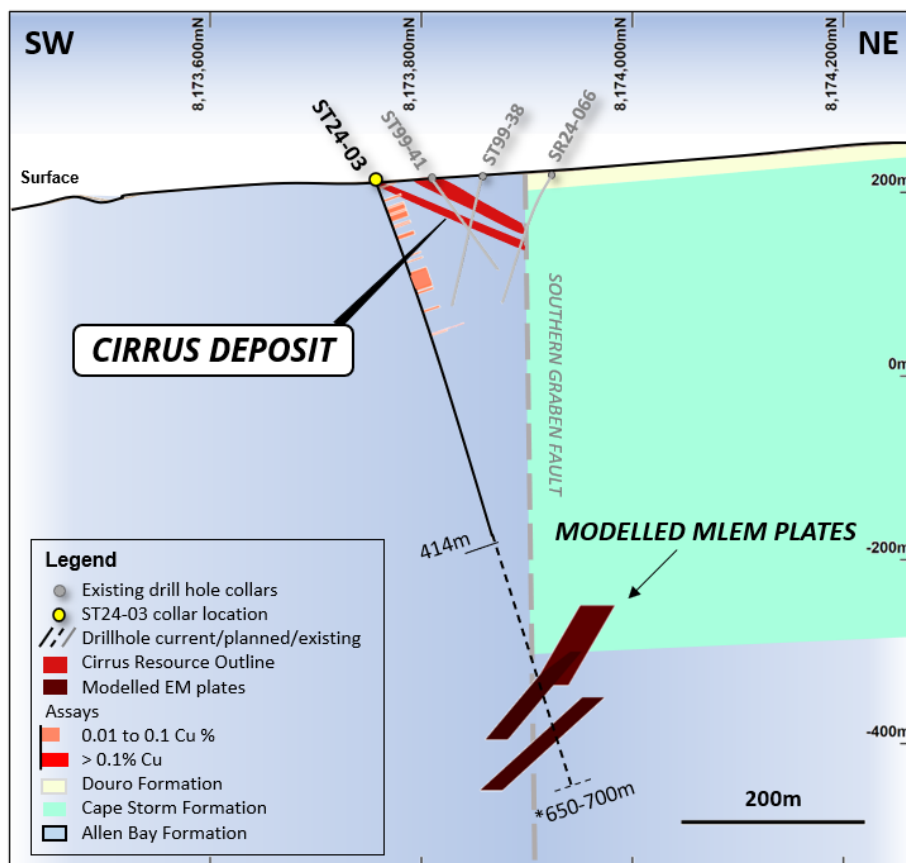 SW
NE
8,173,600mN
8,173,800mN
8,174,000mN
8,174,200mN
ST24-03
ST99-41
ST99-38
SR24-066
Surface
200m
CIRRUS DEPOSIT
SOUTHERN GRABEN FAULT
0m
MODELLED MLEM PLATES
414m
-200m
Legend
Existing drill hole collars
ST24-03 collar location
Drillhole current/planned/existing
Cirrus Resource Outline
Modelled EM plates
Assays
0.01 to 0.1 Cu %
> 0.1% Cu
Douro Formation
Cape Storm Formation
Allen Bay Formation
-400m
*650-700m
200m